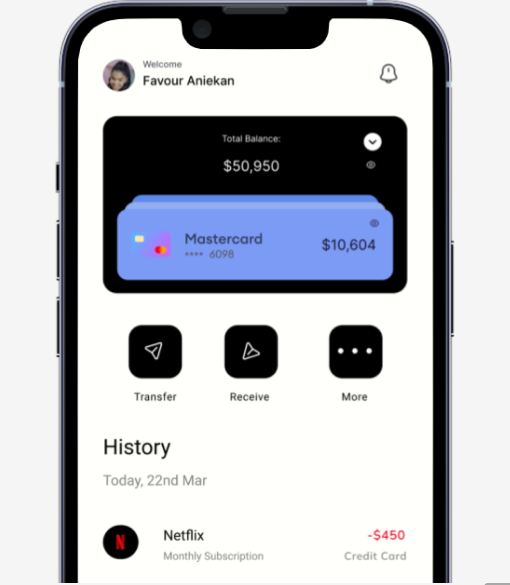 Welcome
Favour Aniekan
Total Balance:
$50,950
Mastercard
$10,604
**** 6098
Transfer
Receive
More
History
Today, 22nd Mar
N
Netflix
-$450
Monthly Subscription
Credit Card